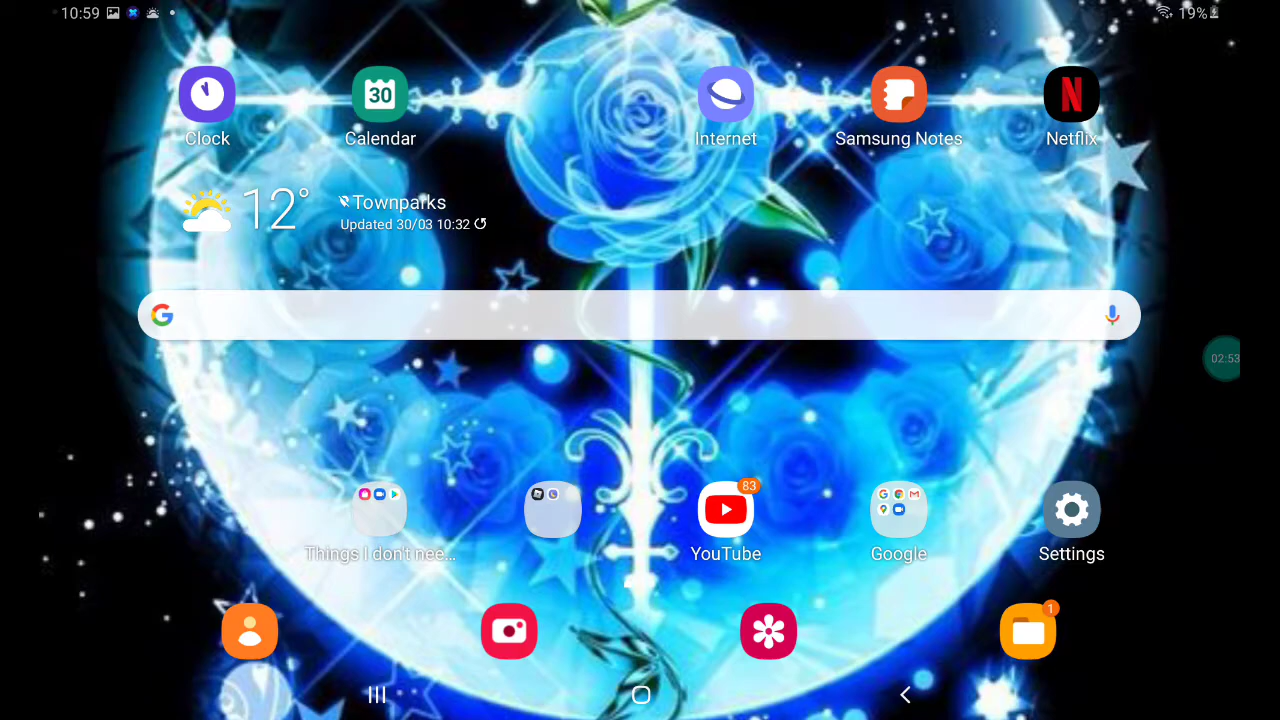 10:59
19%
30
Clock
Calendar
Internet
Samsung Notes
N
Netflix
12°
Townparks
Updated 30/03 10:32
G
02:53
83
Things I don't nee...
YouTube
Google
Settings
1